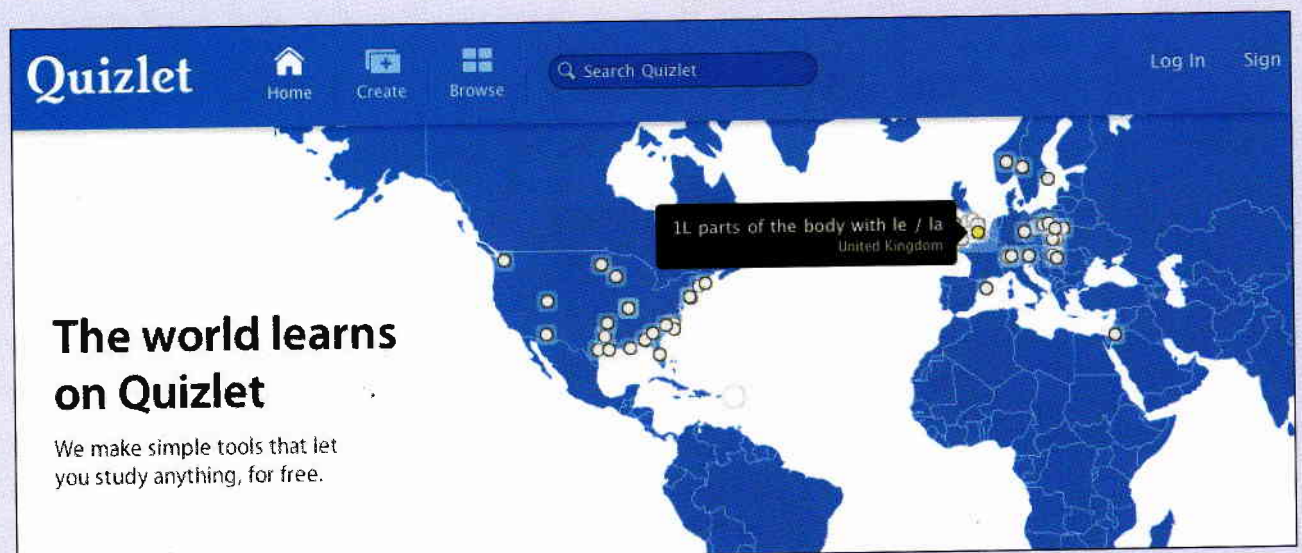 Quizlet
Home
Create
Browse
Search Quizlet
Log In
Sign
1L parts of the body with le / la
United Kingdom
The world learns
on Quizlet
We make simple tools that let
you study anything, for free.